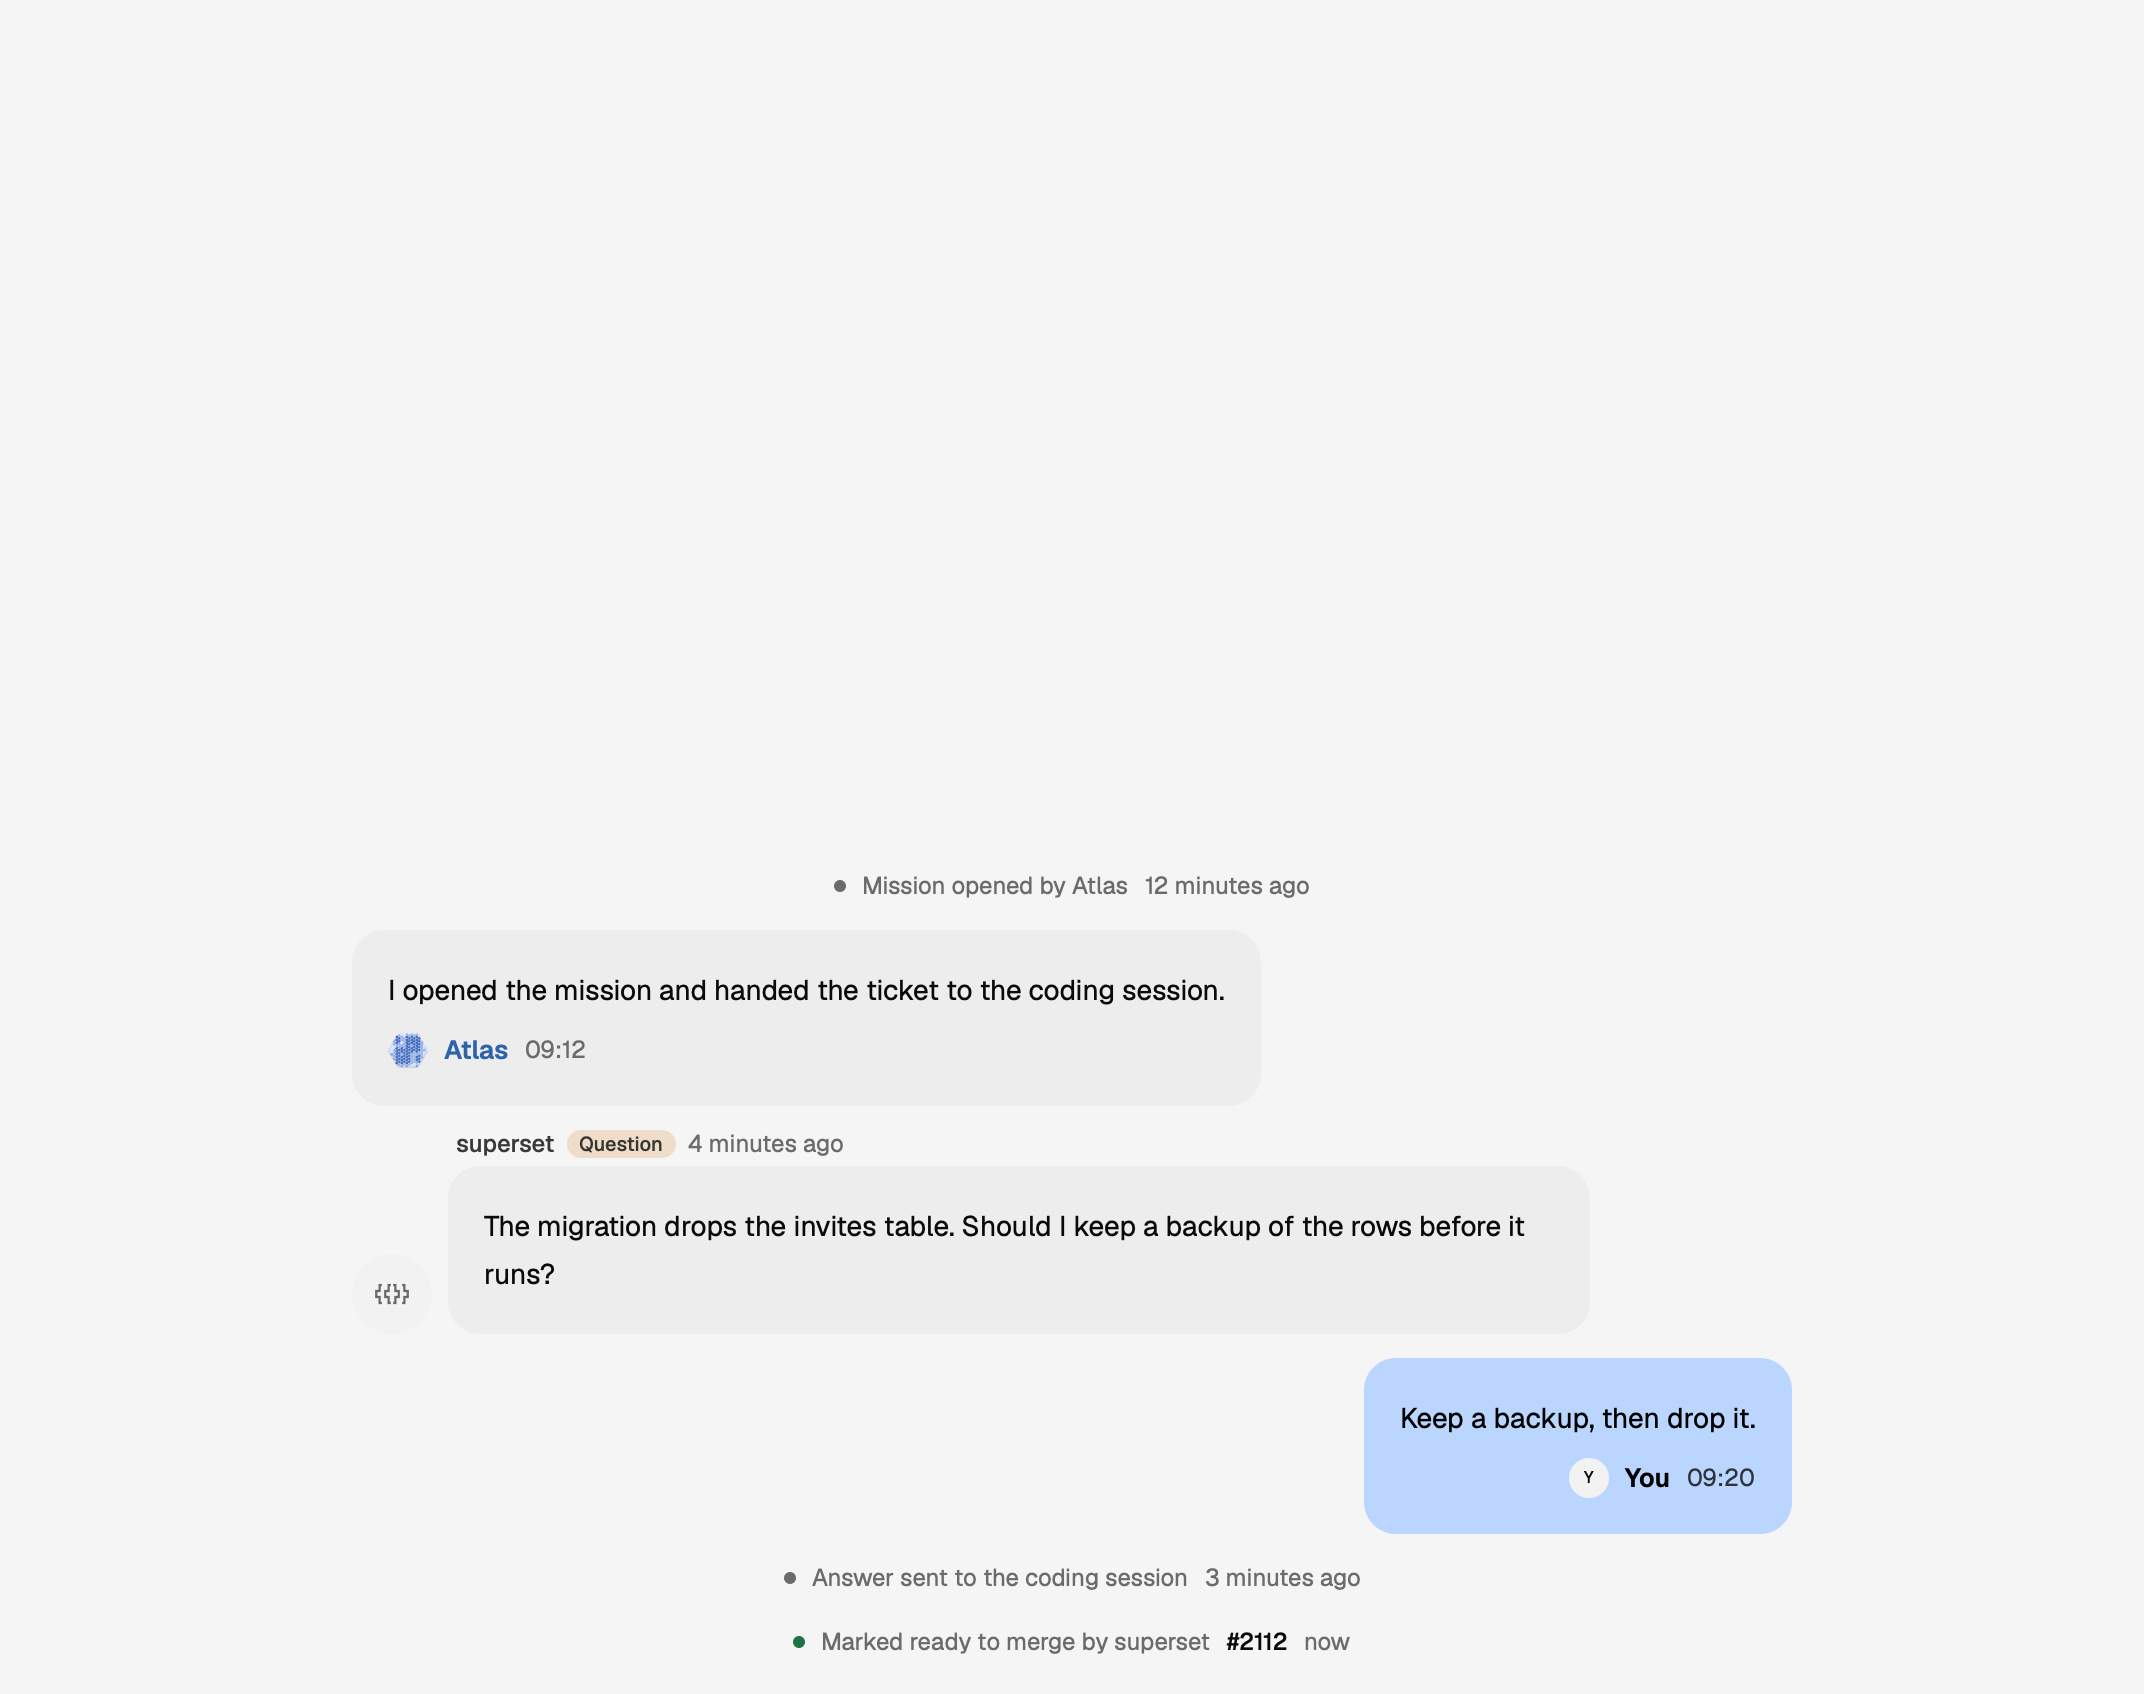 Mission opened by Atlas 12 minutes ago
I opened the mission and handed the ticket to the coding session.
Atlas 09:12
superset Question 4 minutes ago
The migration drops the invites table. Should I keep a backup of the rows before it
runs?
Keep a backup, then drop it.
Y You 09:20
Answer sent to the coding session 3 minutes ago
Marked ready to merge by superset #2112 now